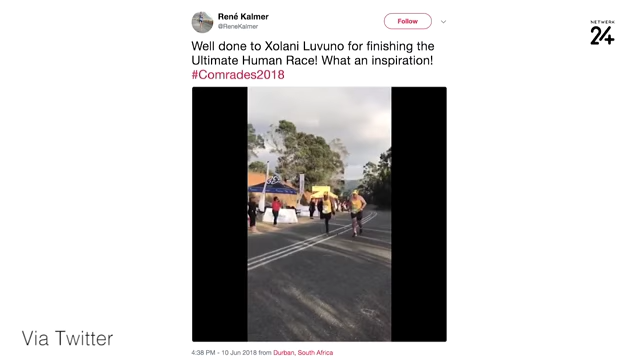 René Kalmer
@ReneKalmer
Follow
NETWERK
24
Well done to Xolani Luvuno for finishing the
Ultimate Human Race! What an inspiration!
#Comrades2018
Via Twitter
4:38 PM - 10 Jun 2018 from Durban, South Africa